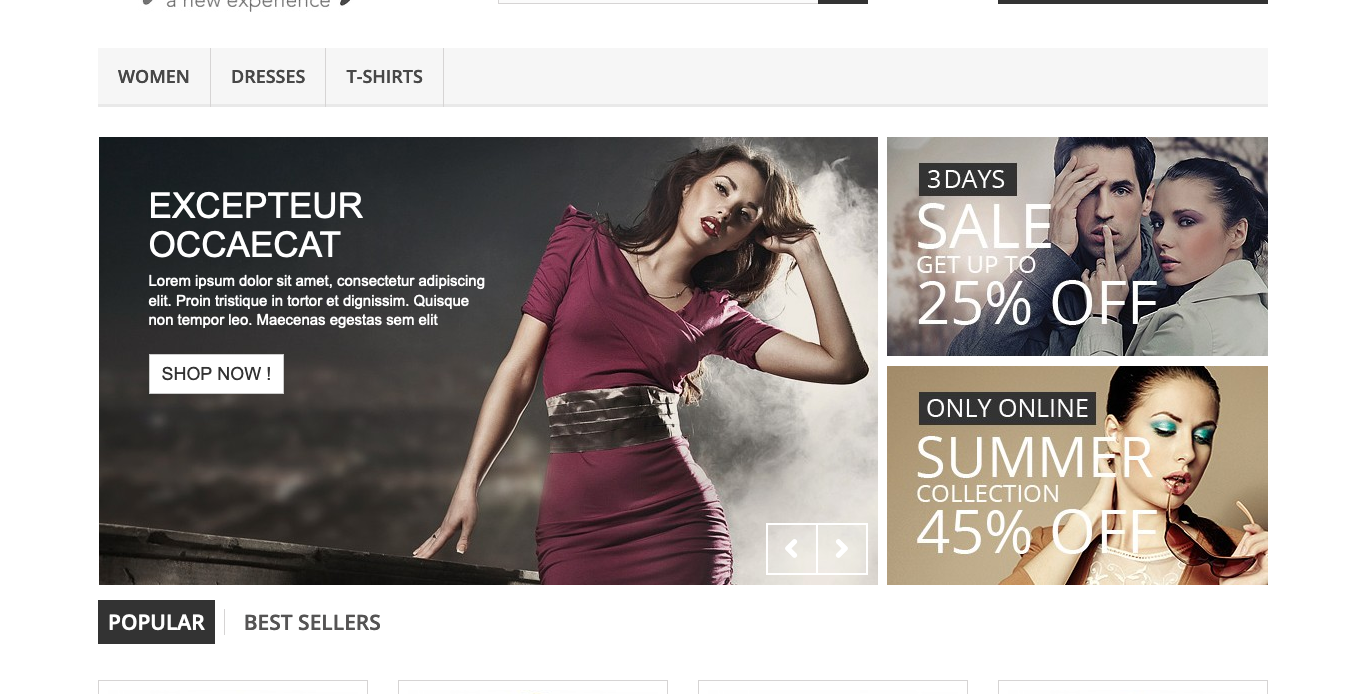 a new experience
WOMEN
DRESSES
T-SHIRTS
EXCEPTEUR
OCCAECAT
Lorem ipsum dolor sit amet, consectetur adipiscing
elit. Proin tristique in tortor et dignissim. Quisque
non tempor leo. Maecenas egestas sem elit
SHOP NOW !
3 DAYS
SALE
GET UP TO
25% OFF
ONLY ONLINE
SUMMER
COLLECTION
45% OFF
POPULAR
BEST SELLERS